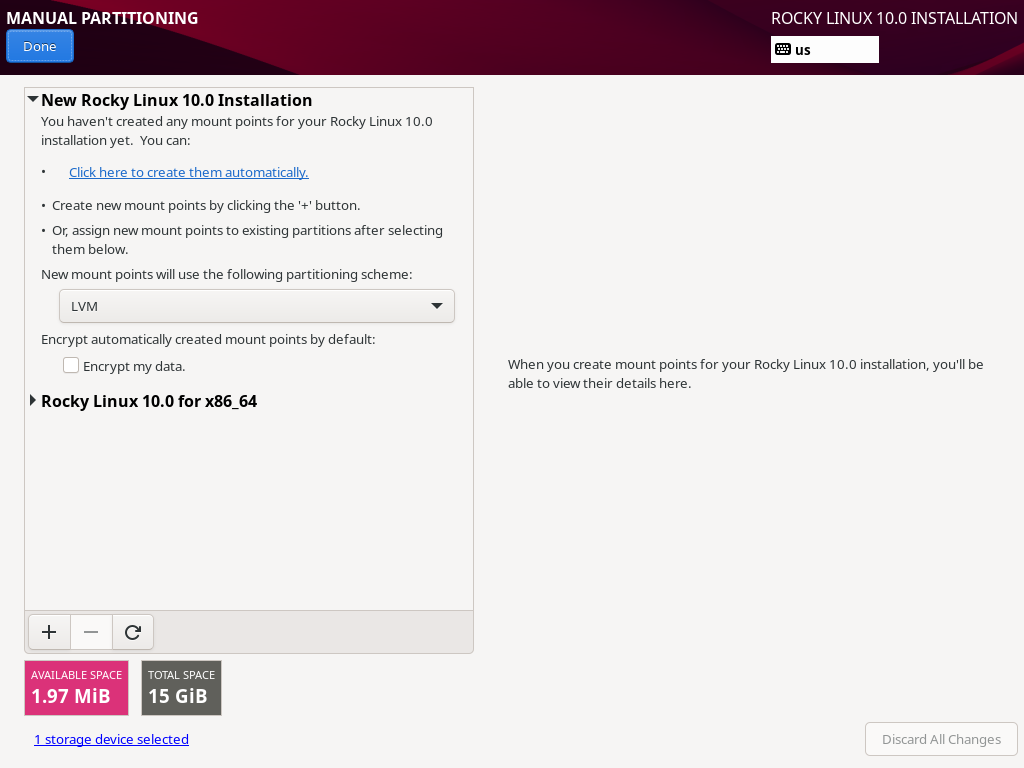 MANUAL PARTITIONING
ROCKY LINUX 10.0 INSTALLATION
Done
us
New Rocky Linux 10.0 Installation
You haven't created any mount points for your Rocky Linux 10.0
installation yet.  You can:
• Click here to create them automatically.
• Create new mount points by clicking the '+' button.
• Or, assign new mount points to existing partitions after selecting
them below.
New mount points will use the following partitioning scheme:
LVM
Encrypt automatically created mount points by default:
Encrypt my data.
Rocky Linux 10.0 for x86_64
When you create mount points for your Rocky Linux 10.0 installation, you'll be
able to view their details here.
AVAILABLE SPACE
1.97 MiB
TOTAL SPACE
15 GiB
1 storage device selected
Discard All Changes